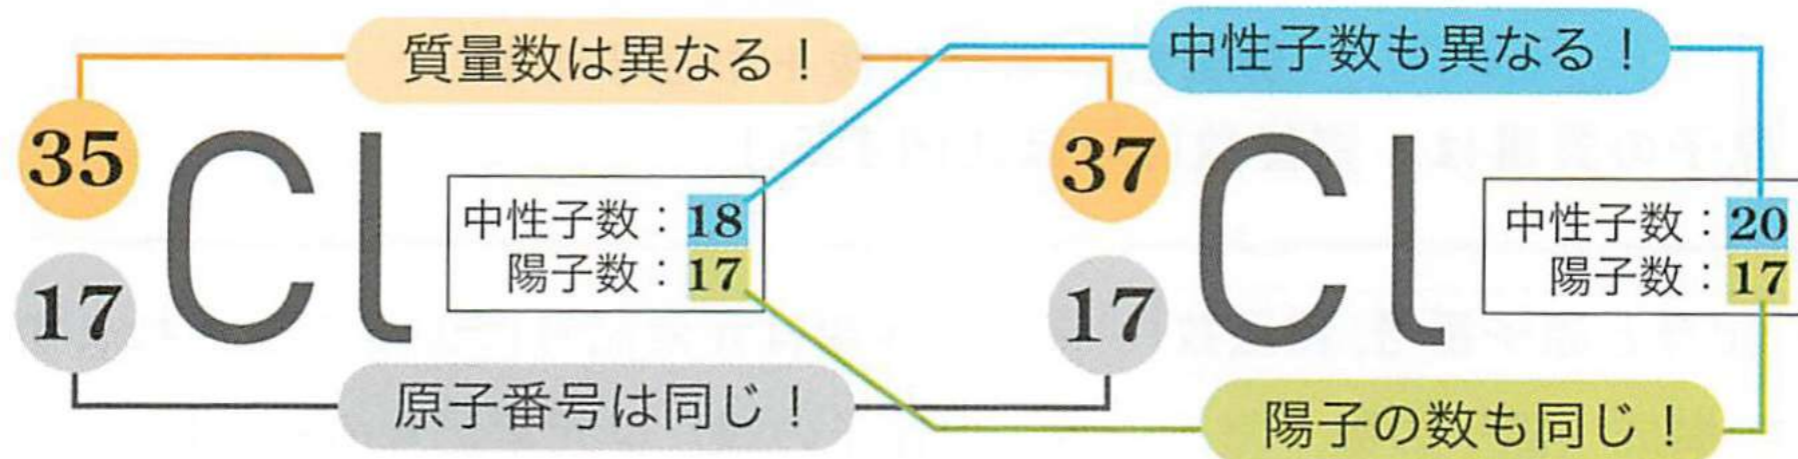 質量数は異なる！
中性子数も異なる！
35
Cl
中性子数：18
陽子数：17
17
原子番号は同じ！
37
Cl
中性子数：20
陽子数：17
17
陽子の数も同じ！